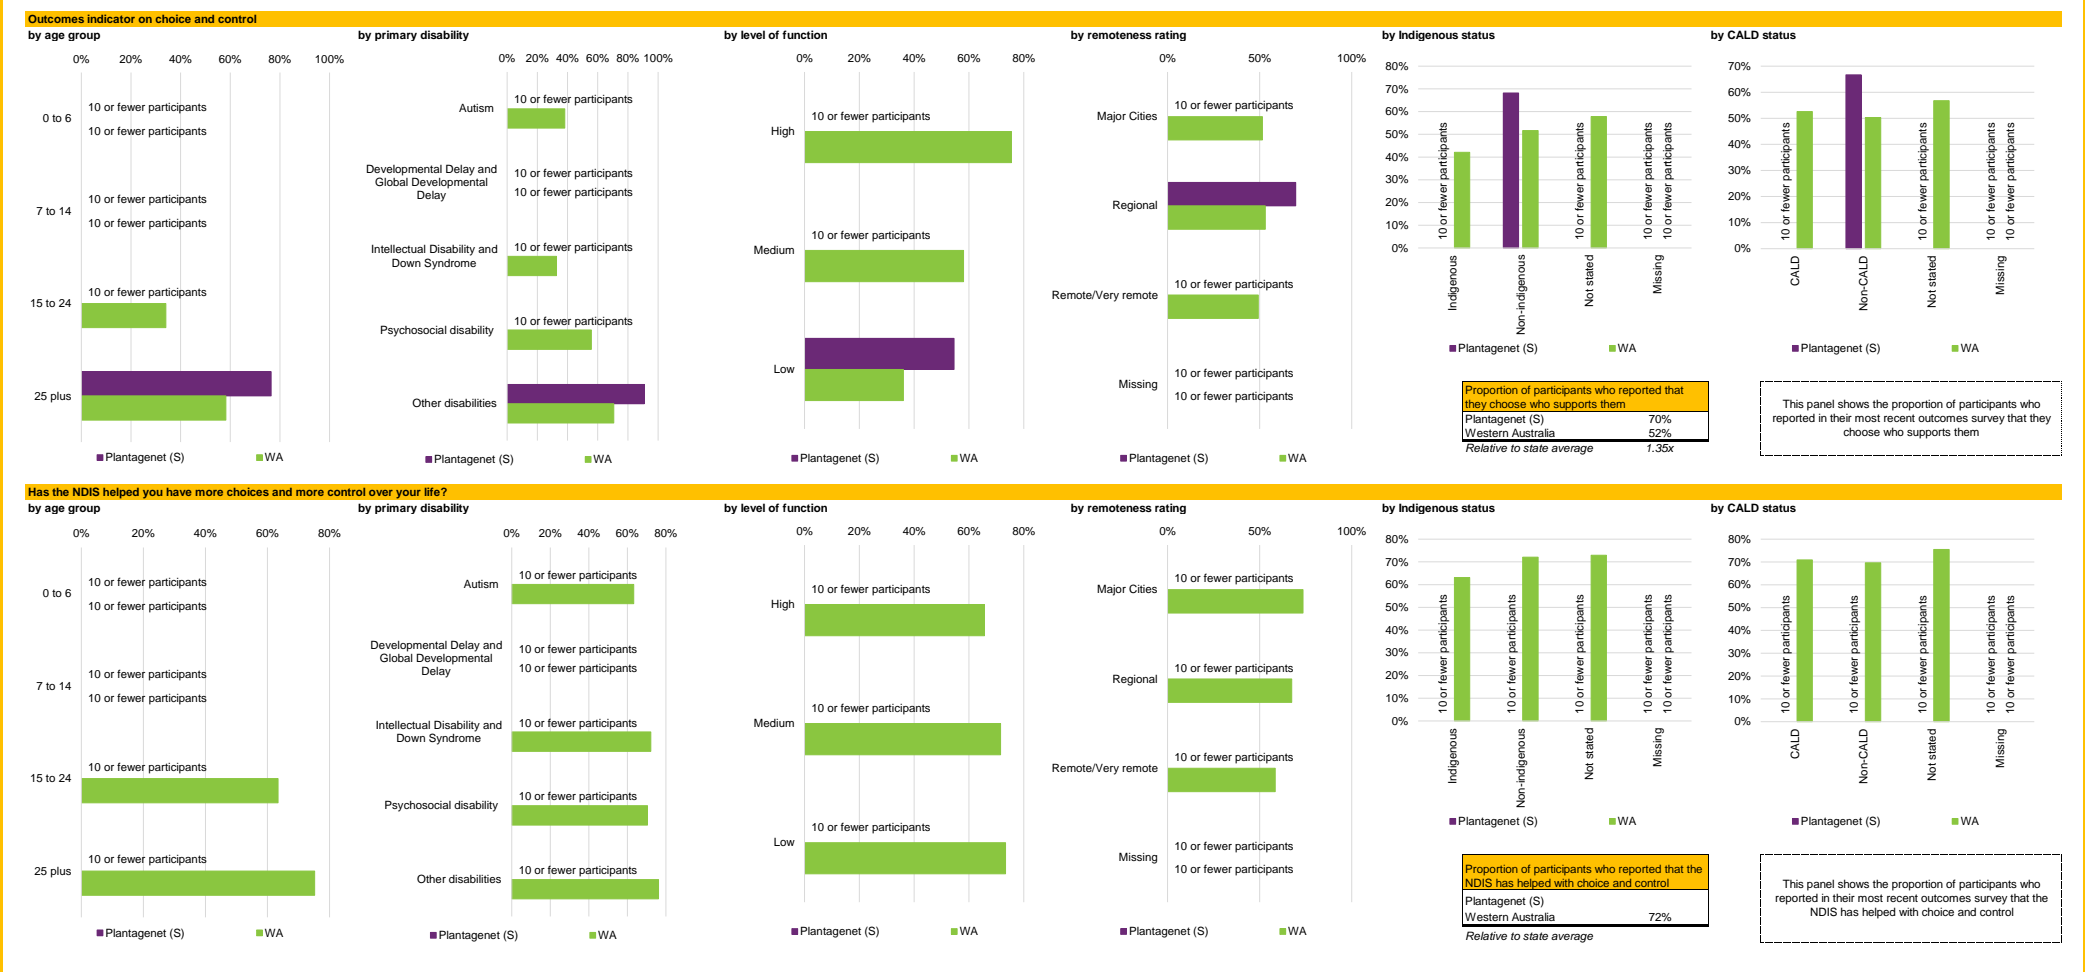 Outcomes indicator on choice and control
by age group
0% 20% 40% 60% 80% 100%
0 to 6
10 or fewer participants
10 or fewer participants
7 to 14
10 or fewer participants
10 or fewer participants
15 to 24
10 or fewer participants
25 plus
Plantagenet (S) WA
by primary disability
0% 20% 40% 60% 80% 100%
Autism
10 or fewer participants
Developmental Delay and
Global Developmental
Delay
10 or fewer participants
10 or fewer participants
Intellectual Disability and
Down Syndrome
10 or fewer participants
Psychosocial disability
10 or fewer participants
Other disabilities
Plantagenet (S) WA
by level of function
0% 20% 40% 60% 80%
High
10 or fewer participants
Medium
10 or fewer participants
Low
Plantagenet (S) WA
by remoteness rating
0% 50% 100%
Major Cities
10 or fewer participants
Regional
Remote/Very remote
10 or fewer participants
Missing
10 or fewer participants
10 or fewer participants
Plantagenet (S) WA
by Indigenous status
80%
70%
60%
50%
40%
30%
20%
10%
0%
10 or fewer participants
10 or fewer participants
10 or fewer participants
10 or fewer participants
Indigenous
Non-indigenous
Not stated
Missing
Plantagenet (S) WA
Proportion of participants who reported that
they choose who supports them
Plantagenet (S) 70%
Western Australia 52%
Relative to state average 1.35x
by CALD status
70%
60%
50%
40%
30%
20%
10%
0%
10 or fewer participants
10 or fewer participants
10 or fewer participants
10 or fewer participants
CALD
Non-CALD
Not stated
Missing
Plantagenet (S) WA
This panel shows the proportion of participants who
reported in their most recent outcomes survey that they
choose who supports them
Has the NDIS helped you have more choices and more control over your life?
by age group
0% 20% 40% 60% 80%
0 to 6
10 or fewer participants
10 or fewer participants
7 to 14
10 or fewer participants
10 or fewer participants
15 to 24
10 or fewer participants
25 plus
10 or fewer participants
Plantagenet (S) WA
by primary disability
0% 20% 40% 60% 80%
Autism
10 or fewer participants
Developmental Delay and
Global Developmental
Delay
10 or fewer participants
10 or fewer participants
Intellectual Disability and
Down Syndrome
10 or fewer participants
Psychosocial disability
10 or fewer participants
Other disabilities
10 or fewer participants
Plantagenet (S) WA
by level of function
0% 20% 40% 60% 80%
High
10 or fewer participants
Medium
10 or fewer participants
Low
10 or fewer participants
Plantagenet (S) WA
by remoteness rating
0% 50% 100%
Major Cities
10 or fewer participants
Regional
10 or fewer participants
Remote/Very remote
10 or fewer participants
Missing
10 or fewer participants
10 or fewer participants
Plantagenet (S) WA
by Indigenous status
80%
70%
60%
50%
40%
30%
20%
10%
0%
10 or fewer participants
10 or fewer participants
10 or fewer participants
10 or fewer participants
10 or fewer participants
Indigenous
Non-indigenous
Not stated
Missing
Plantagenet (S) WA
Proportion of participants who reported that the
NDIS has helped with choice and control
Plantagenet (S)
Western Australia 72%
Relative to state average
by CALD status
80%
70%
60%
50%
40%
30%
20%
10%
0%
10 or fewer participants
10 or fewer participants
10 or fewer participants
10 or fewer participants
10 or fewer participants
CALD
Non-CALD
Not stated
Missing
Plantagenet (S) WA
This panel shows the proportion of participants who
reported in their most recent outcomes survey that the
NDIS has helped with choice and control